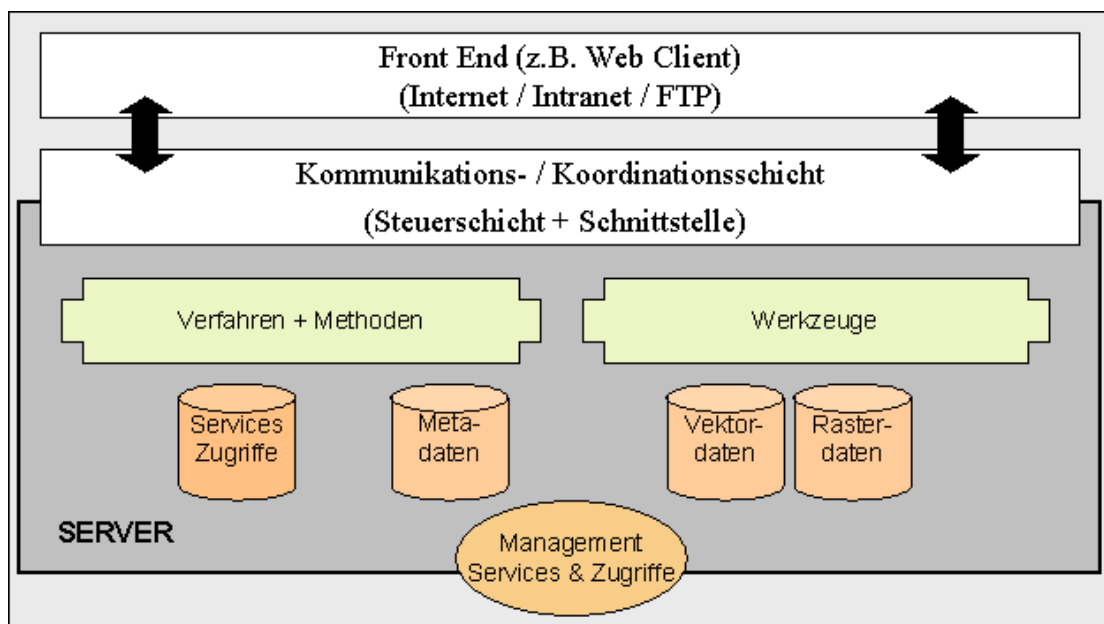 Front End (z.B. Web Client)
(Internet / Intranet / FTP)
Kommunikations- / Koordinationsschicht
(Steuerschicht + Schnittstelle)
Verfahren + Methoden
Werkzeuge
Services
Zugriffe
Meta-
daten
Vektor-
daten
Raster-
daten
SERVER
Management
Services & Zugriffe